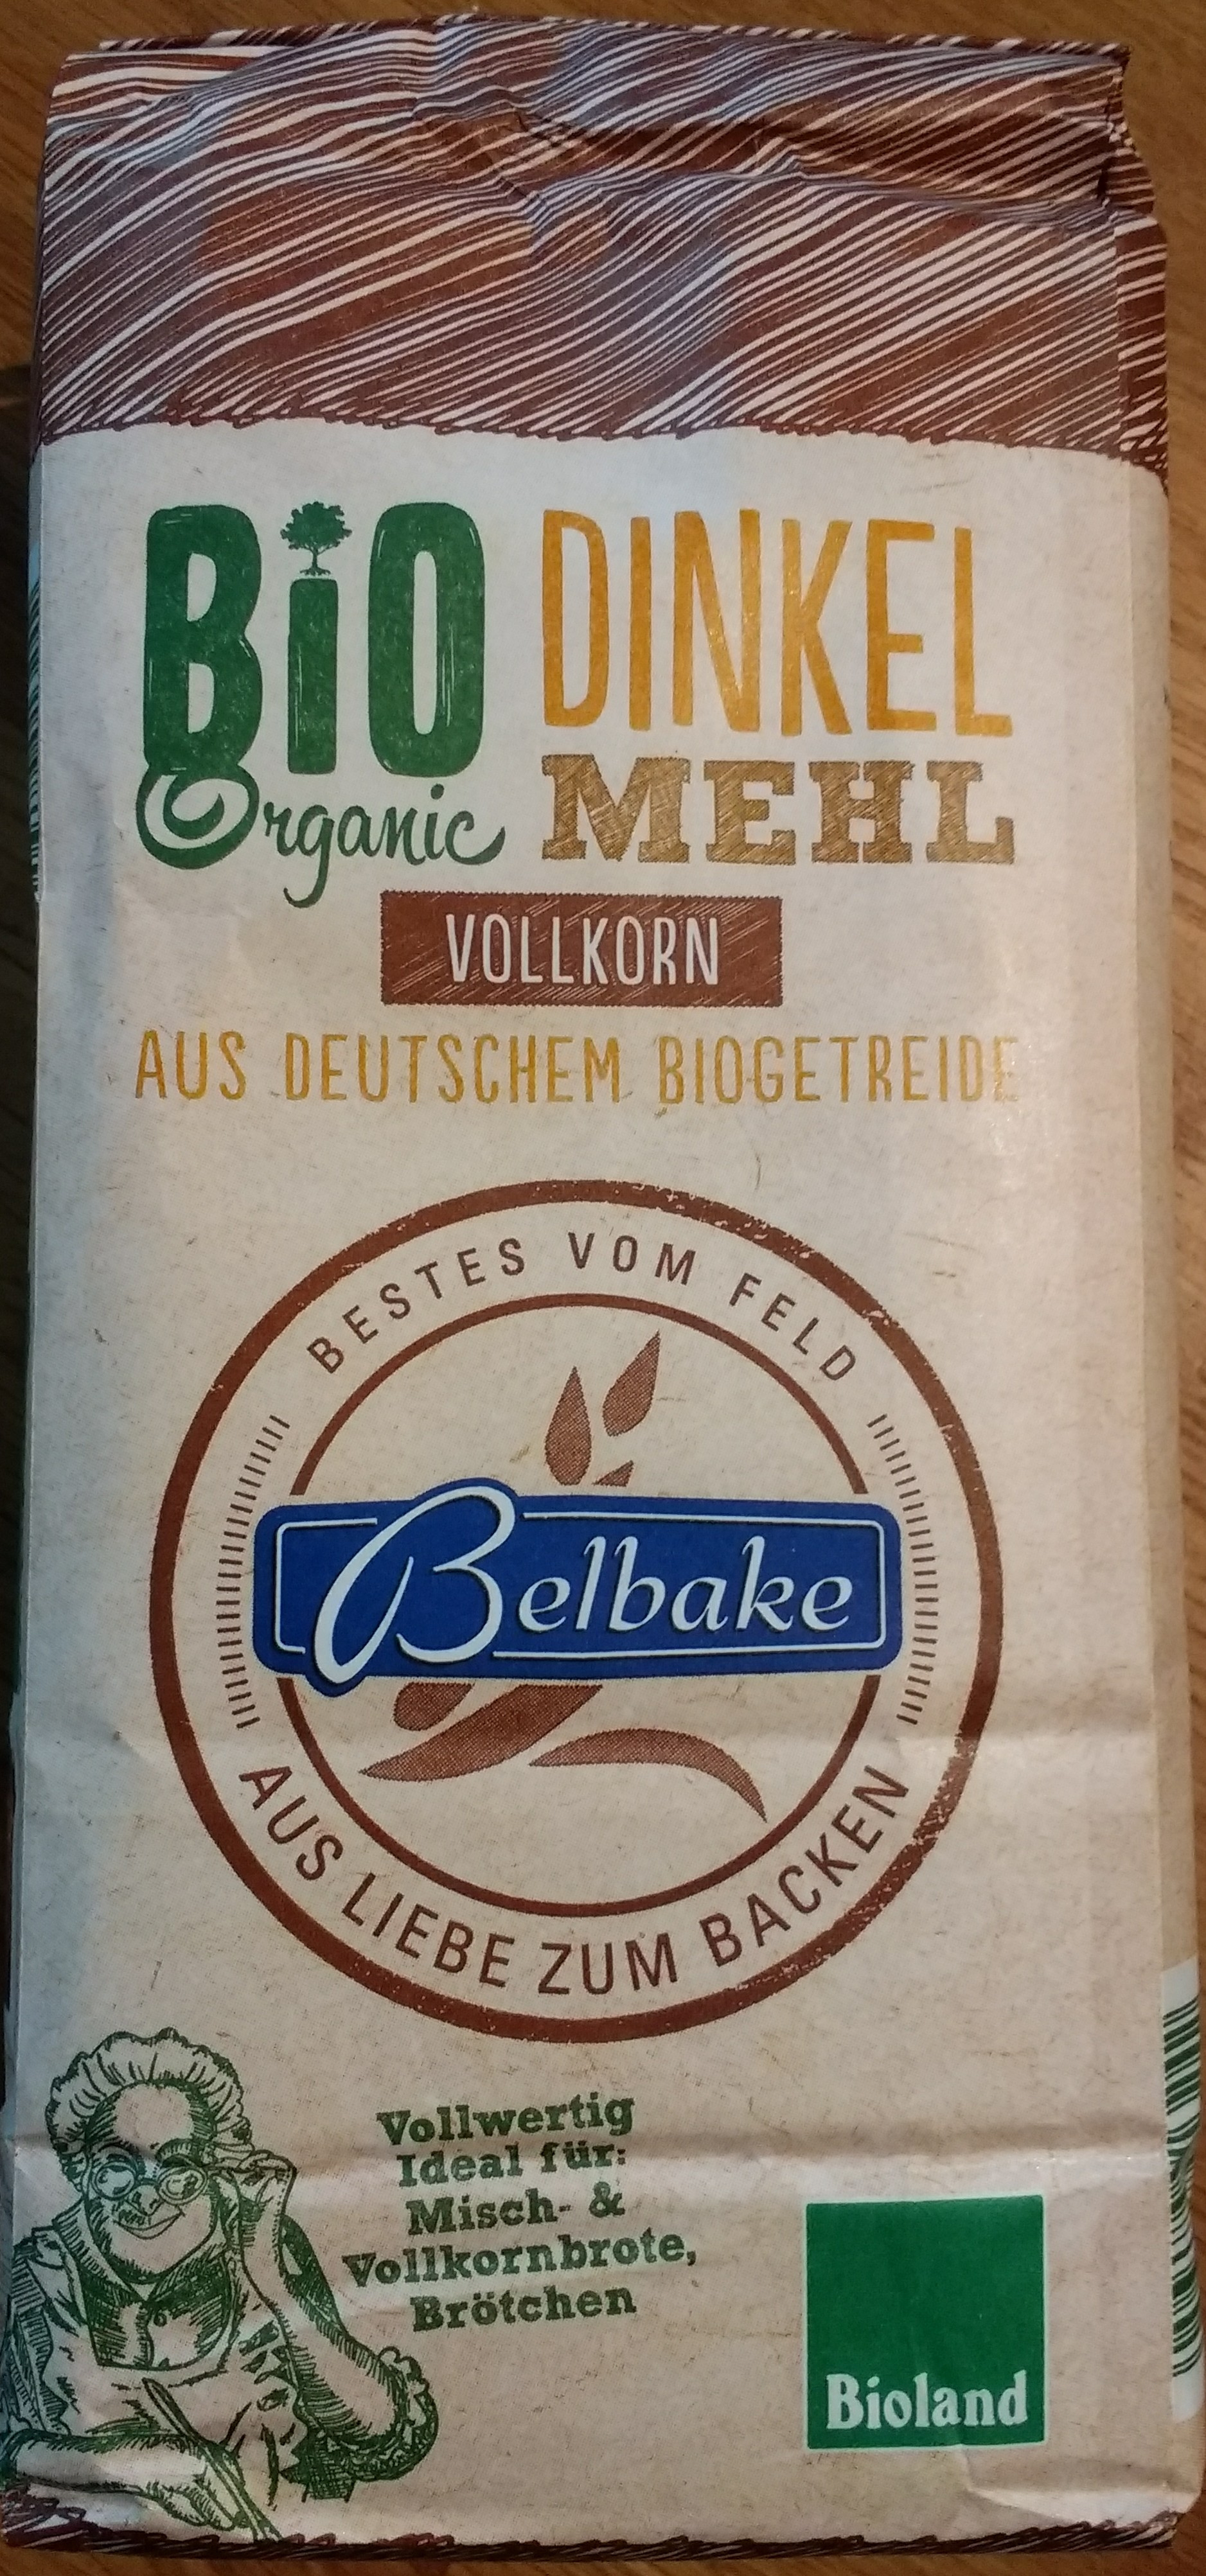 BiO
Organic
DINKEL
MEHL
VOLLKORN
AUS DEUTSCHEM BIOGETREIDE
BESTES VOM FELD
Belbake
AUS LIEBE ZUM BACKEN
Vollwertig
Ideal für:
Misch- &
Vollkornbrote,
Brötchen
Bioland